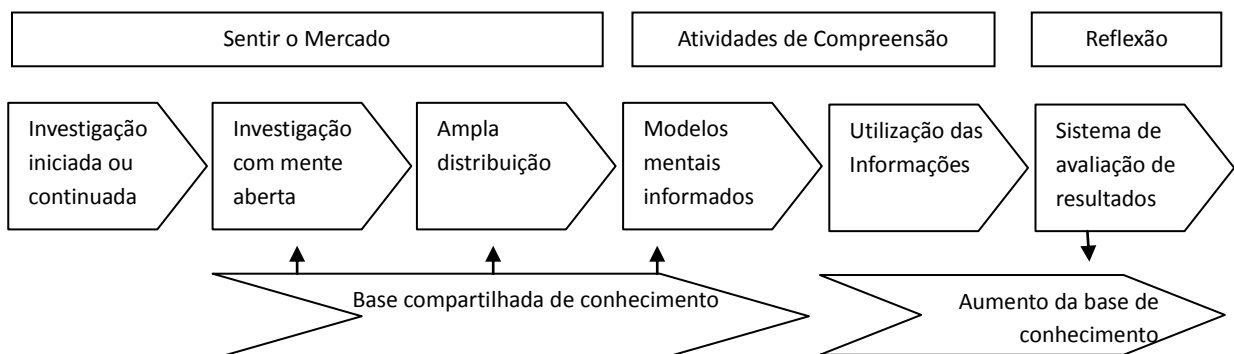 Sentir o Mercado
Atividades de Compreensão
Reflexão
Investigação
iniciada ou
continuada
Investigação
com mente
aberta
Ampla
distribuição
Modelos
mentais
informados
Utilização das
Informações
Sistema de
avaliação de
resultados
Base compartilhada de conhecimento
Aumento da base de
conhecimento